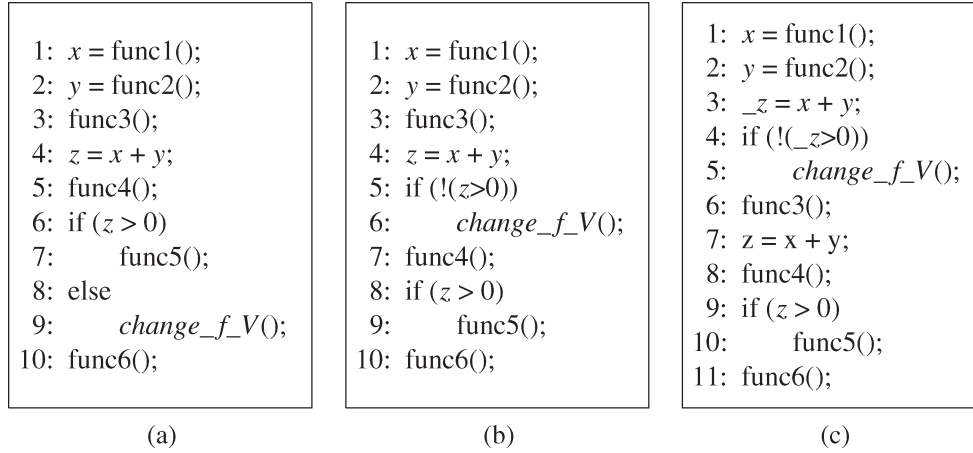 1: x = func1();
2: y = func2();
3: func3();
4: z = x + y;
5: func4();
6: if (z > 0)
7: func5();
8: else
9: change_f_V();
10: func6();
(a)
1: x = func1();
2: y = func2();
3: func3();
4: z = x + y;
5: if (!(z>0))
6: change_f_V();
7: func4();
8: if (z > 0)
9: func5();
10: func6();
(b)
1: x = func1();
2: y = func2();
3: _z = x + y;
4: if (!(_z>0))
5: change_f_V();
6: func3();
7: z = x + y;
8: func4();
9: if (z > 0)
10: func5();
11: func6();
(c)